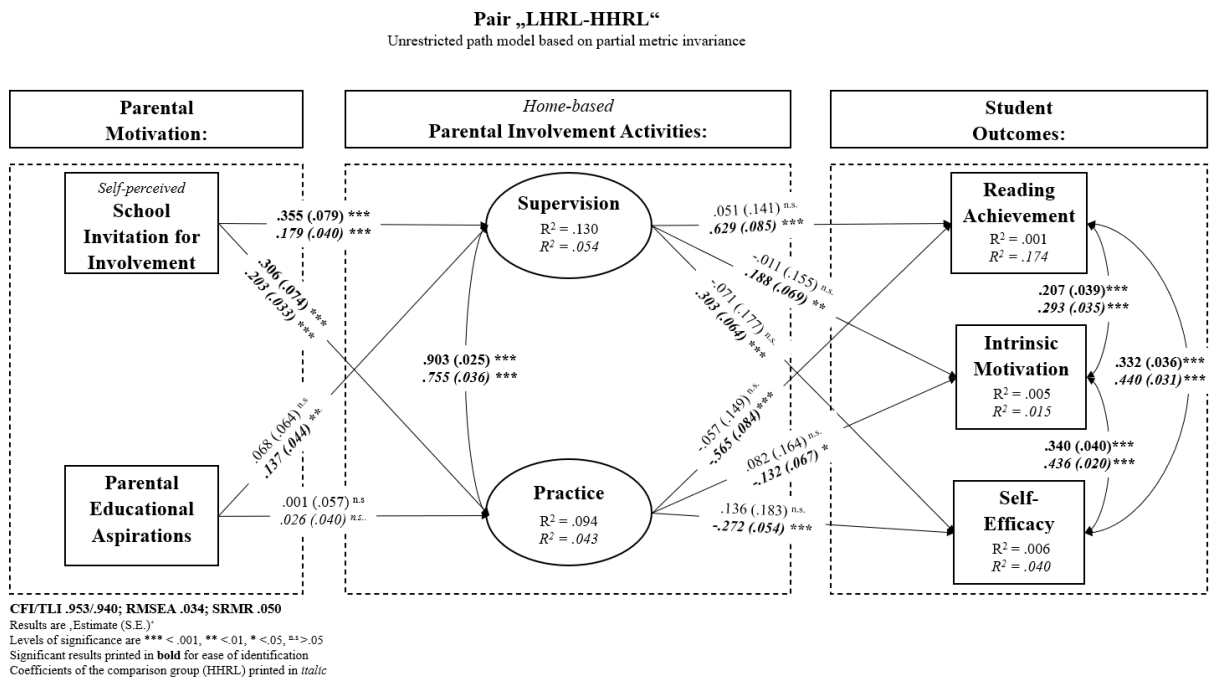 Pair „LHRL-HHRL“
Unrestricted path model based on partial metric invariance
Parental
Motivation:
Home-based
Parental Involvement Activities:
Student
Outcomes:
Self-perceived
School
Invitation for
Involvement
Parental
Educational
Aspirations
.355 (.079) ***
.179 (.040) ***
.306 (.074) ***
.203 (.033) ***
.068 (.064) n.s
.137 (.044) **
.001 (.057) n.s
.026 (.040) n.s..
Supervision
R² = .130
R² = .054
.903 (.025) ***
.755 (.036) ***
Practice
R² = .094
R² = .043
.051 (.141) n.s.
.629 (.085) ***
-.011 (.155) n.s.
.188 (.069) **
-.071 (.177) n.s.
.303 (.064) ***
-.057 (.149) n.s.
-.565 (.084) ***
.082 (.164) n.s.
-.132 (.067) *
.136 (.183) n.s.
-.272 (.054) ***
Reading
Achievement
R² = .001
R² = .174
.207 (.039)***
.293 (.035)***
Intrinsic
Motivation
R² = .005
R² = .015
.332 (.036)***
.440 (.031)***
.340 (.040)***
.436 (.020)***
Self-
Efficacy
R² = .006
R² = .040
CFI/TLI .953/.940; RMSEA .034; SRMR .050
Results are ‚Estimate (S.E.)‘
Levels of significance are *** < .001, ** <.01, * <.05, n.s >.05
Significant results printed in bold for ease of identification
Coefficients of the comparison group (HHRL) printed in italic